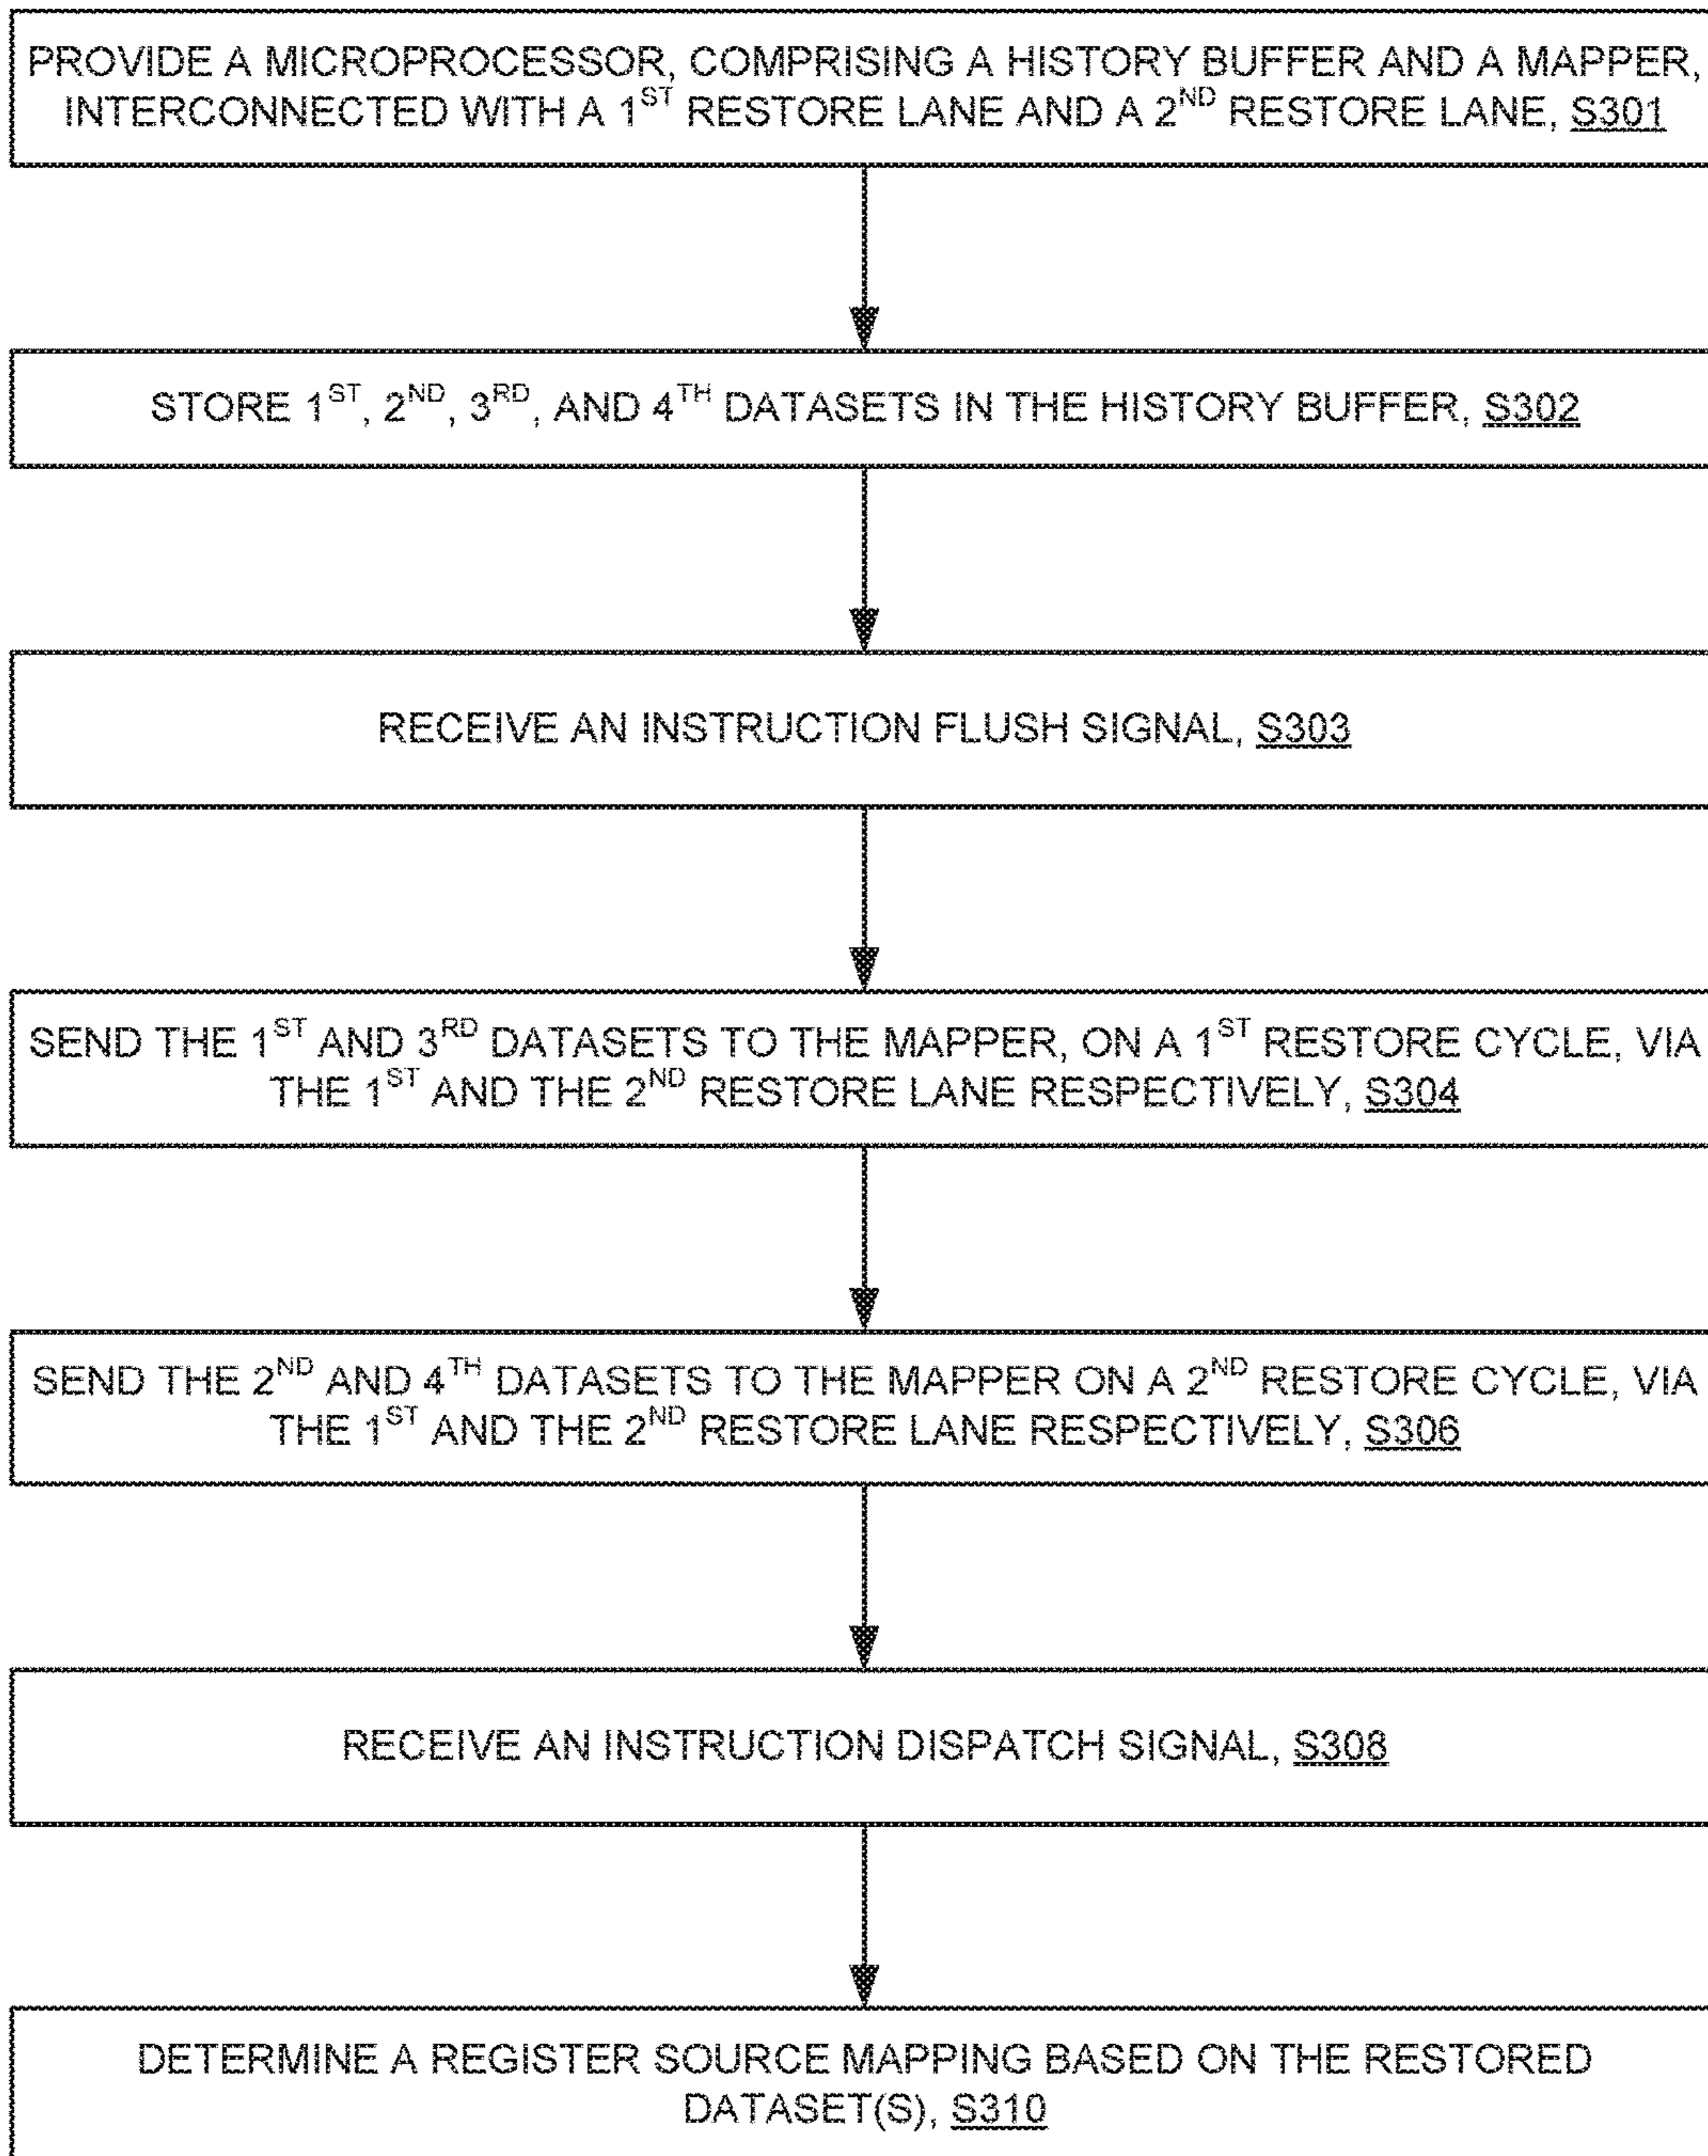 PROVIDE A MICROPROCESSOR, COMPRISING A HISTORY BUFFER AND A MAPPER,
INTERCONNECTED WITH A 1ST RESTORE LANE AND A 2ND RESTORE LANE, S301
STORE 1ST, 2ND, 3RD, AND 4TH DATASETS IN THE HISTORY BUFFER, S302
RECEIVE AN INSTRUCTION FLUSH SIGNAL, S303
SEND THE 1ST AND 3RD DATASETS TO THE MAPPER, ON A 1ST RESTORE CYCLE, VIA
THE 1ST AND THE 2ND RESTORE LANE RESPECTIVELY, S304
SEND THE 2ND AND 4TH DATASETS TO THE MAPPER ON A 2ND RESTORE CYCLE, VIA
THE 1ST AND THE 2ND RESTORE LANE RESPECTIVELY, S306
RECEIVE AN INSTRUCTION DISPATCH SIGNAL, S308
DETERMINE A REGISTER SOURCE MAPPING BASED ON THE RESTORED
DATASET(S), S310